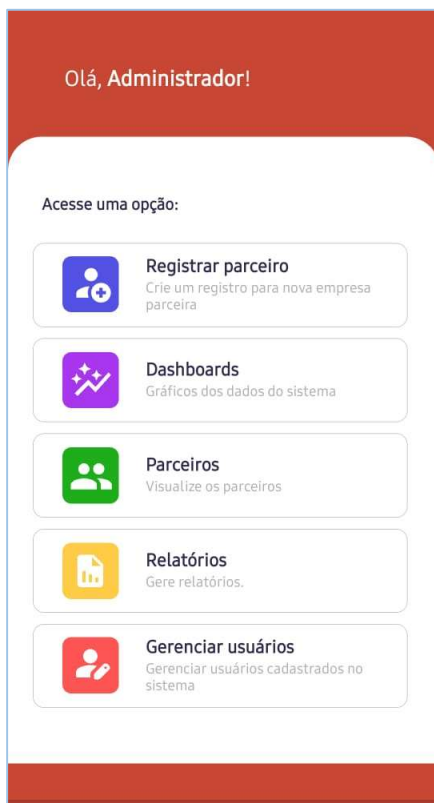 Olá, Administrador!
Acesse uma opção:
Registrar parceiro
Crie um registro para nova empresa
parceira
Dashboards
Gráficos dos dados do sistema
Parceiros
Visualize os parceiros
Relatórios
Gere relatórios.
Gerenciar usuários
Gerenciar usuários cadastrados no
sistema